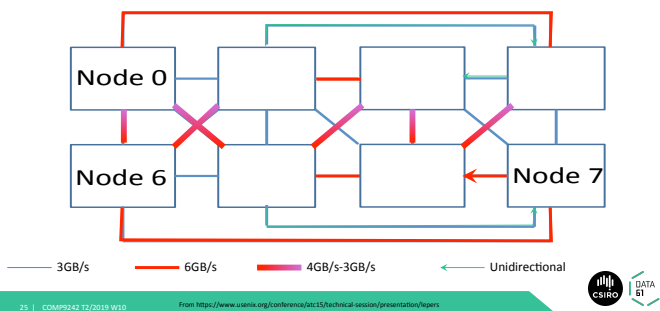 Node 0
Node 6
Node 7
3GB/s
6GB/s
4GB/s-3GB/s
Unidirectional
25 | COMP9242 T2/2019 W10
From https://www.usenix.org/conference/atc15/technical-session/presentation/lepers
CSIRO
DATA
61